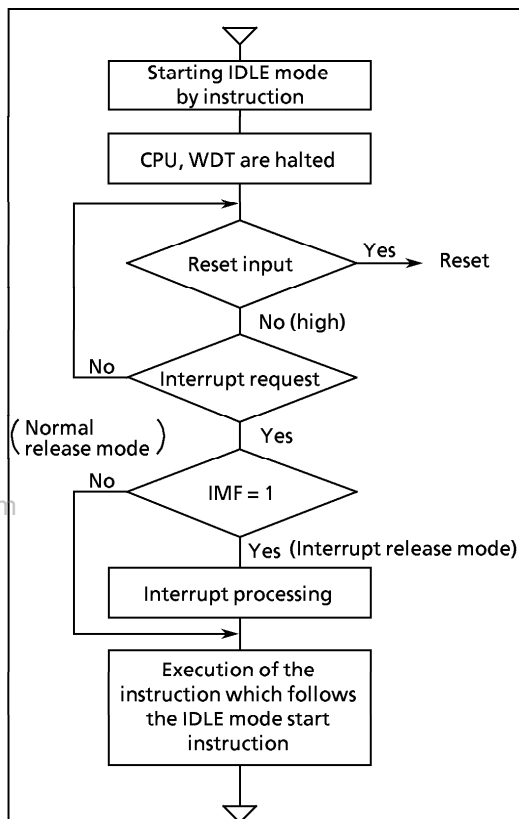 Starting IDLE mode
by instruction
CPU, WDT are halted
Reset input
Yes
Reset
No (high)
No
Interrupt request
(Normal
release mode)
Yes
No
IMF = 1
Yes (Interrupt release mode)
Interrupt processing
Execution of the
instruction which follows
the IDLE mode start
instruction